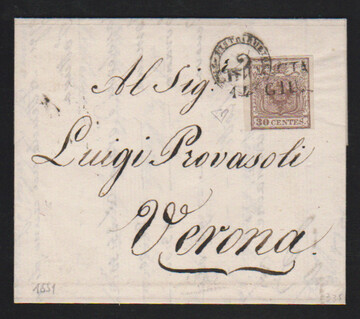 Al Sig.r
Luigi Provasoli
Verona
30 CENTES.
1851